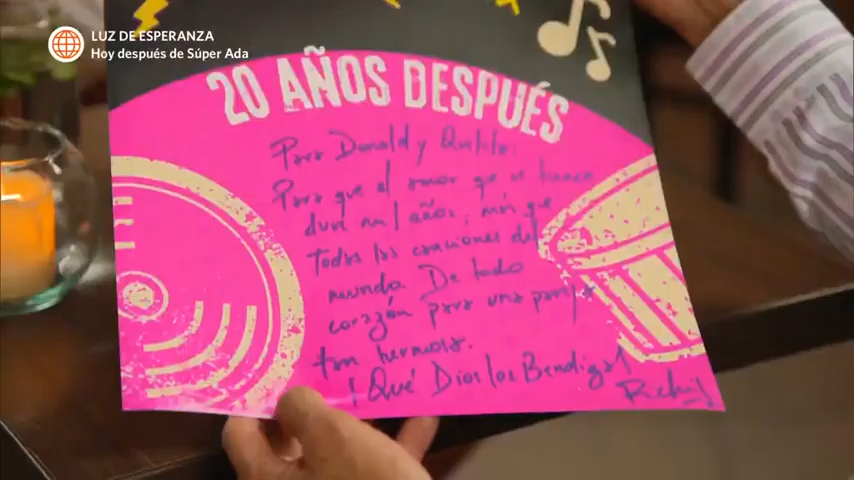 LUZ DE ESPERANZA
Hoy después de Súper Ada
20 AÑOS DESPUÉS
Para Donald y
Para que el amor que se tienen
dure mil años, más que
todas las canciones del
mundo. De todo
corazón para una pareja
tan hermosa.
¡Qué Dios los Bendiga!